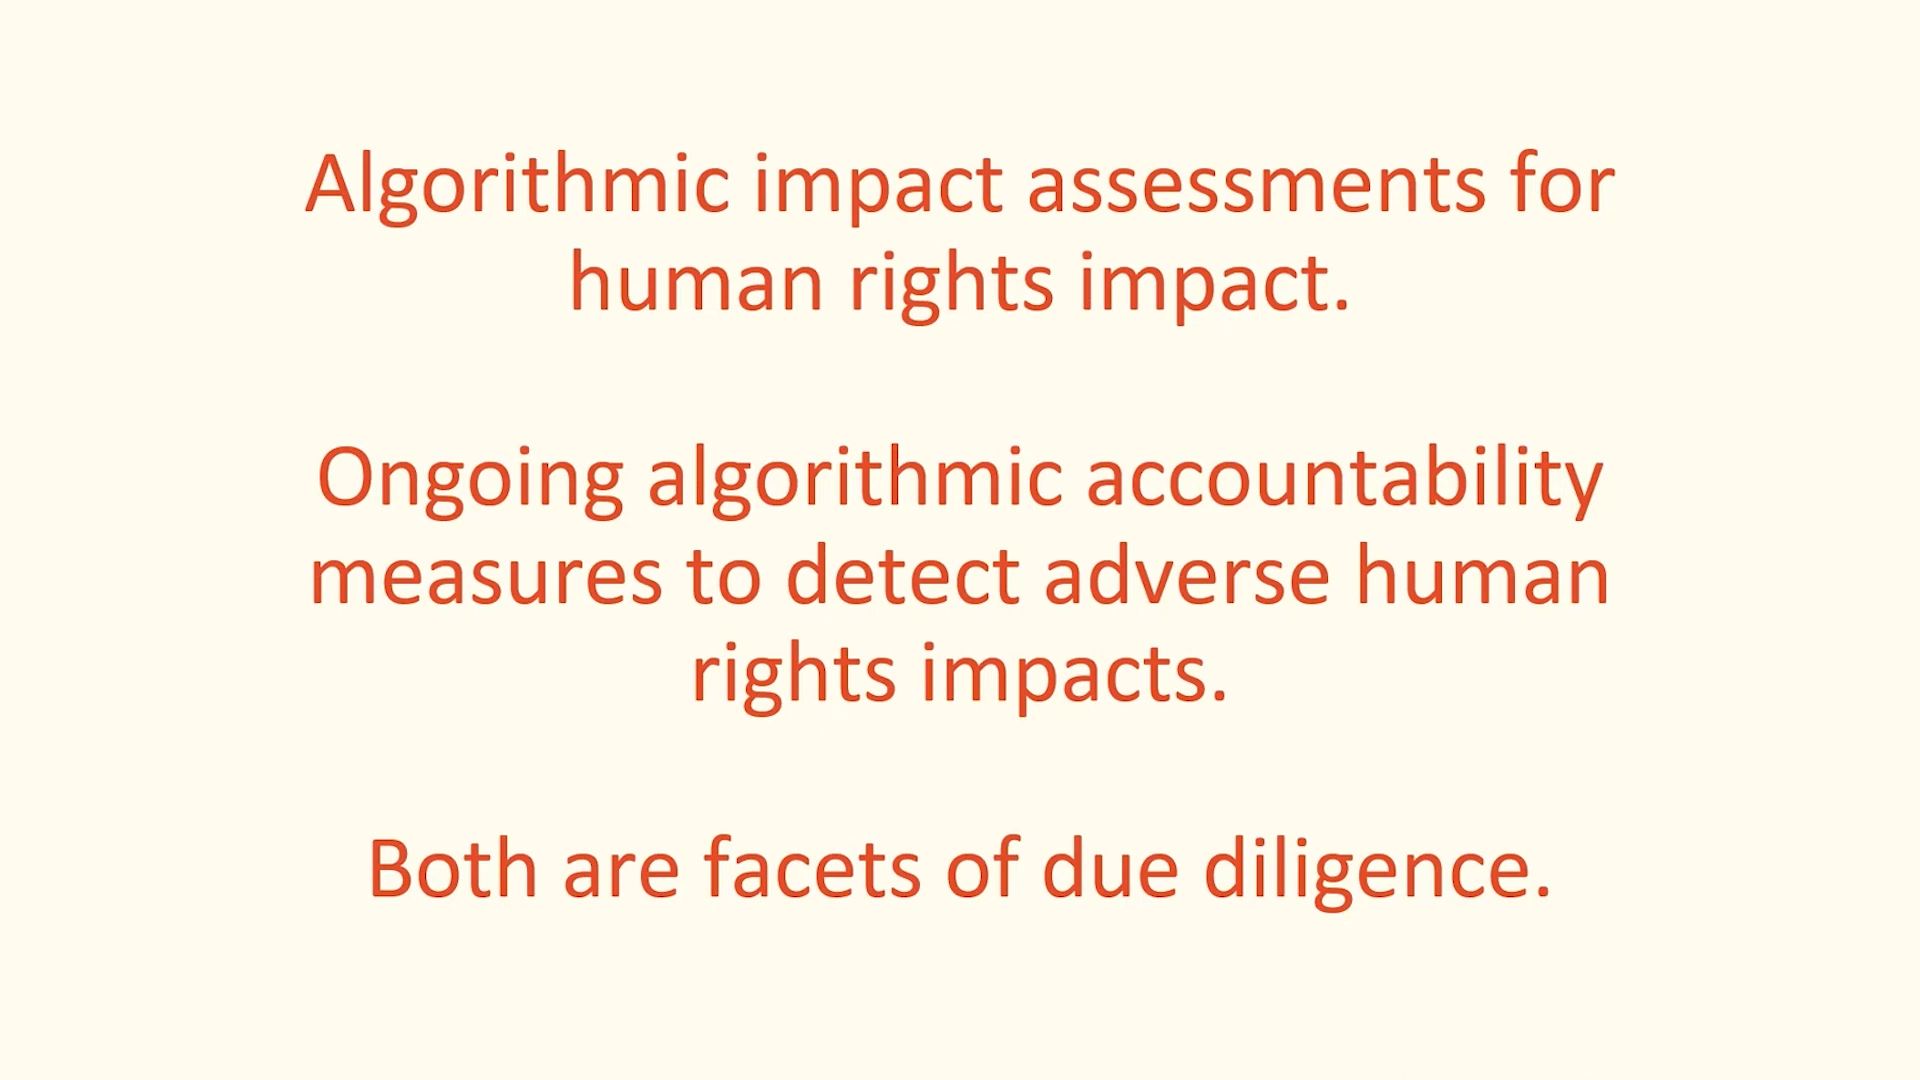 Algorithmic impact assessments for
human rights impact.
Ongoing algorithmic accountability
measures to detect adverse human
rights impacts.
Both are facets of due diligence.